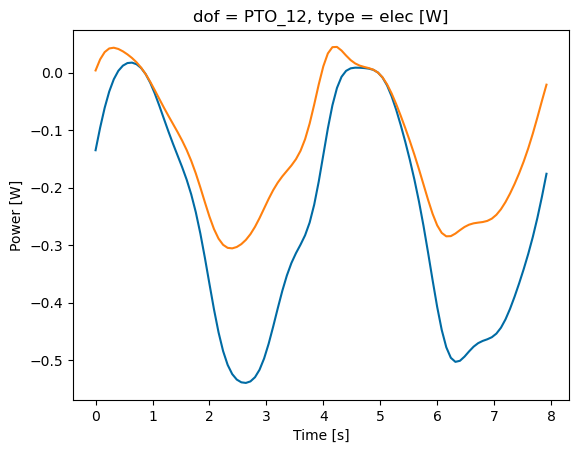 dof = PTO_12, type = elec [W]
Power [W]
0.0
−0.1
−0.2
−0.3
−0.4
−0.5
0 1 2 3 4 5 6 7 8
Time [s]